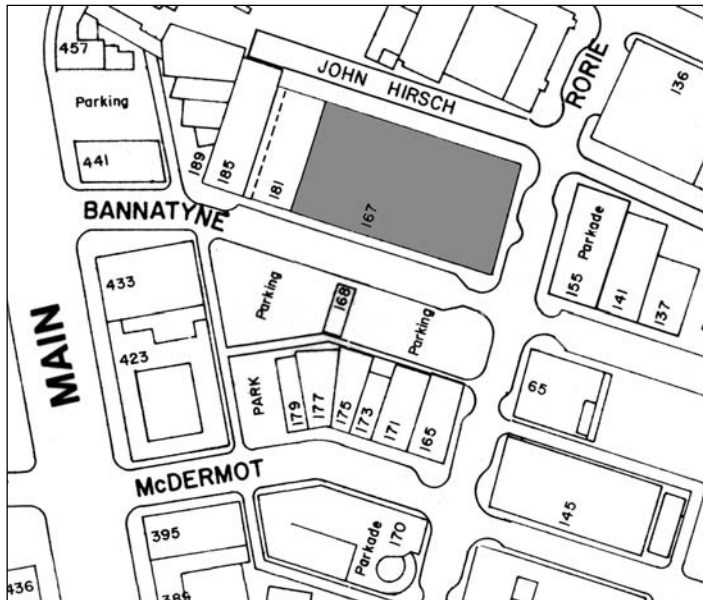 457
Parking
441
189
185
181
167
JOHN HIRSCH
RORIE
136
BANNATYNE
155
Parkade
141
137
MAIN
433
423
Parking
168
Parking
65
PARK
179
177
175
173
171
165
McDERMOT
395
Parkade
170
145
436